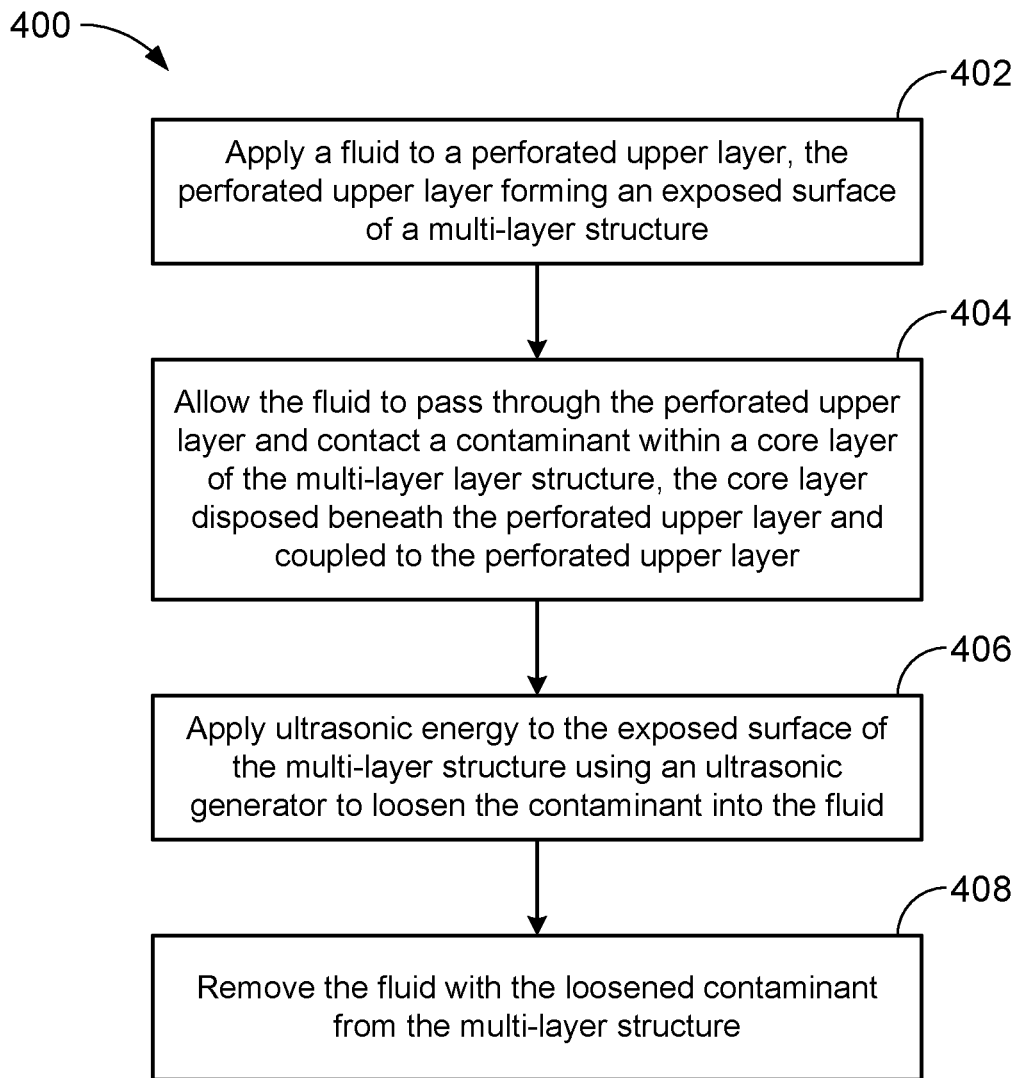 400
402
Apply a fluid to a perforated upper layer, the
perforated upper layer forming an exposed surface
of a multi-layer structure
404
Allow the fluid to pass through the perforated upper
layer and contact a contaminant within a core layer
of the multi-layer layer structure, the core layer
disposed beneath the perforated upper layer and
coupled to the perforated upper layer
406
Apply ultrasonic energy to the exposed surface of
the multi-layer structure using an ultrasonic
generator to loosen the contaminant into the fluid
408
Remove the fluid with the loosened contaminant
from the multi-layer structure